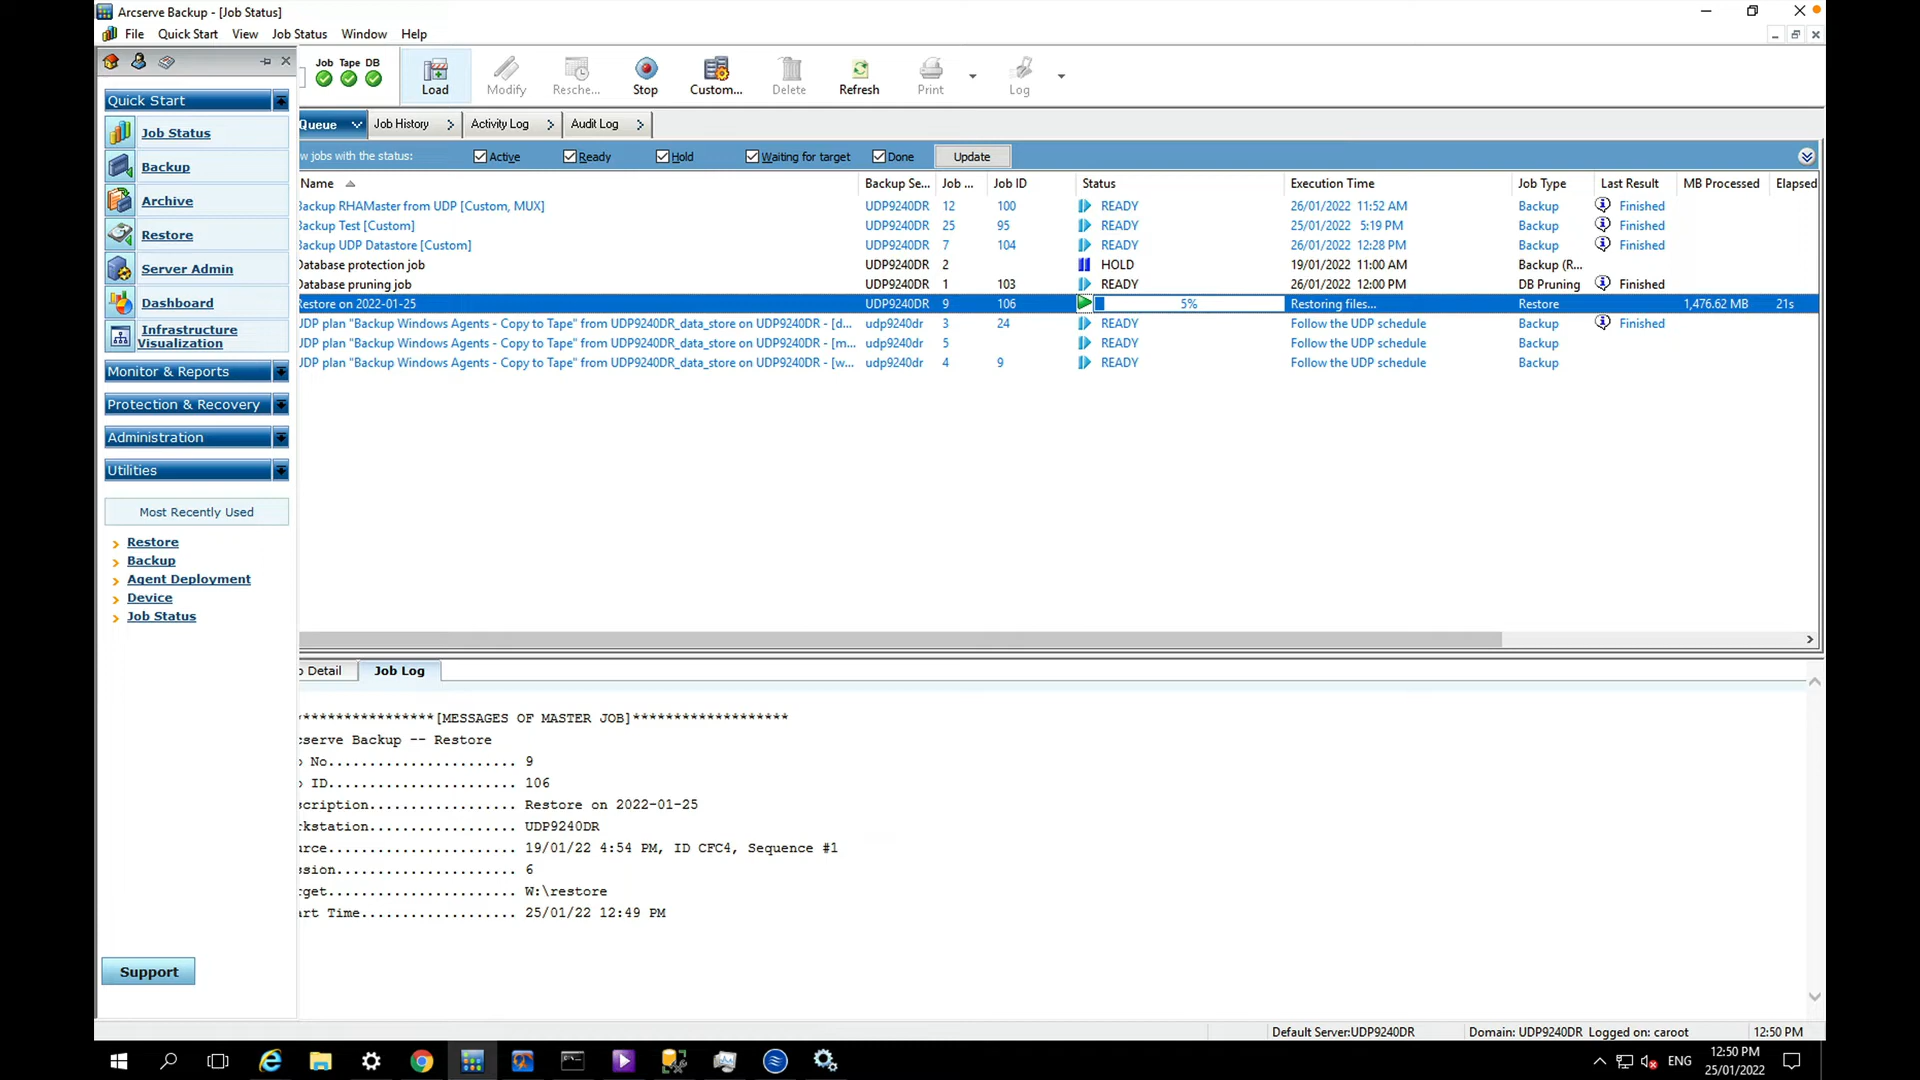 Arcserve Backup - [Job Status]
File Quick Start View Job Status Window Help
Job Tape DB
Load Modify Resche... Stop Custom... Delete Refresh Print Log
Quick Start
Job Status
Backup
Archive
Restore
Server Admin
Dashboard
Infrastructure
Visualization
Monitor & Reports
Protection & Recovery
Administration
Utilities
Most Recently Used
Restore
Backup
Agent Deployment
Device
Job Status
Support
Queue Job History Activity Log Audit Log
w jobs with the status: Active Ready Hold Waiting for target Done Update
Name Backup Se... Job ... Job ID Status Execution Time Job Type Last Result MB Processed Elapsed
Backup RHAMaster from UDP [Custom, MUX] UDP9240DR 12 100 READY 26/01/2022 11:52 AM Backup Finished
Backup Test [Custom] UDP9240DR 25 95 READY 25/01/2022 5:19 PM Backup Finished
Backup UDP Datastore [Custom] UDP9240DR 7 104 READY 26/01/2022 12:28 PM Backup Finished
Database protection job UDP9240DR 2 HOLD 19/01/2022 11:00 AM Backup (R...
Database pruning job UDP9240DR 1 103 READY 26/01/2022 12:00 PM DB Pruning Finished
Restore on 2022-01-25 UDP9240DR 9 106 5% Restoring files... Restore 1,476.62 MB 21s
UDP plan "Backup Windows Agents - Copy to Tape" from UDP9240DR_data_store on UDP9240DR - [d... udp9240dr 3 24 READY Follow the UDP schedule Backup Finished
UDP plan "Backup Windows Agents - Copy to Tape" from UDP9240DR_data_store on UDP9240DR - [m... udp9240dr 5 READY Follow the UDP schedule Backup
UDP plan "Backup Windows Agents - Copy to Tape" from UDP9240DR_data_store on UDP9240DR - [w... udp9240dr 4 9 READY Follow the UDP schedule Backup
b Detail Job Log
*****************[MESSAGES OF MASTER JOB]*******************
cserve Backup -- Restore
b No....................... 9
b ID....................... 106
scription.................. Restore on 2022-01-25
rkstation.................. UDP9240DR
urce....................... 19/01/22 4:54 PM, ID CFC4, Sequence #1
ssion...................... 6
rget....................... W:\restore
art Time................... 25/01/22 12:49 PM
Default Server:UDP9240DR Domain: UDP9240DR Logged on: caroot 12:50 PM
ENG 12:50 PM
25/01/2022